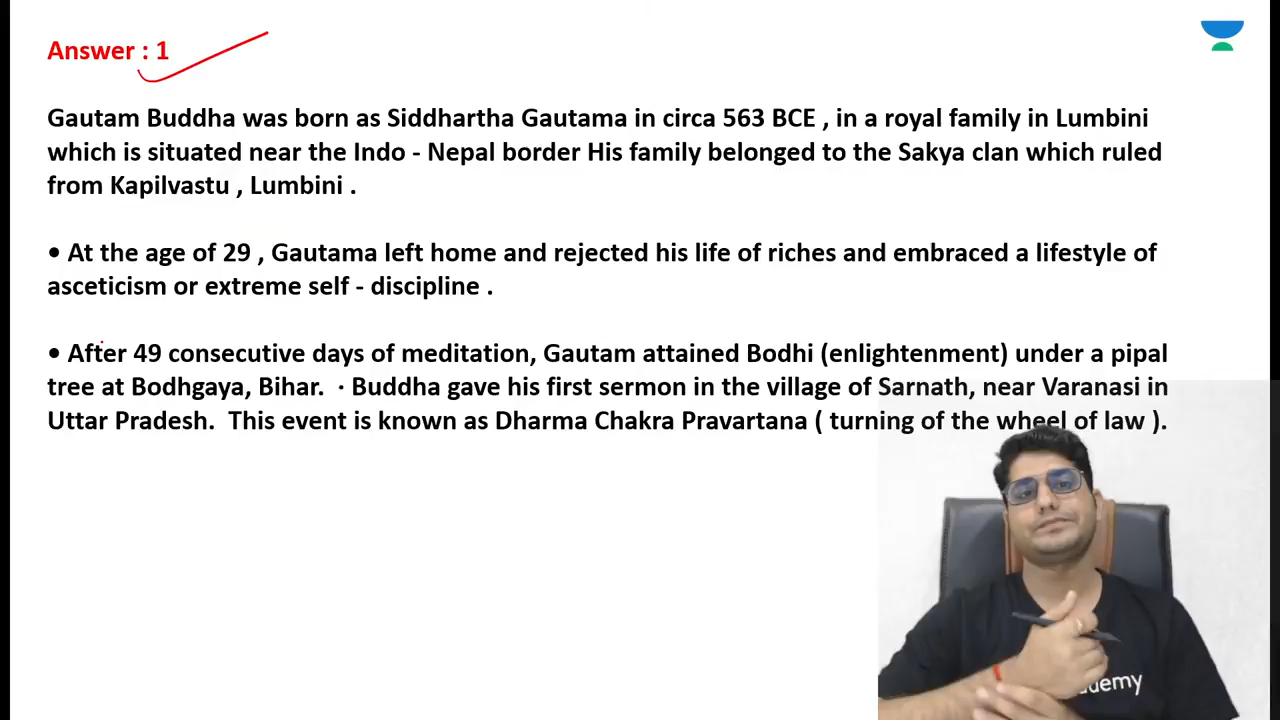 Answer : 1
Gautam Buddha was born as Siddhartha Gautama in circa 563 BCE , in a royal family in Lumbini
which is situated near the Indo - Nepal border His family belonged to the Sakya clan which ruled
from Kapilvastu , Lumbini .
• At the age of 29 , Gautama left home and rejected his life of riches and embraced a lifestyle of
asceticism or extreme self - discipline .
• After 49 consecutive days of meditation, Gautam attained Bodhi (enlightenment) under a pipal
tree at Bodhgaya, Bihar.  · Buddha gave his first sermon in the village of Sarnath, near Varanasi in
Uttar Pradesh.  This event is known as Dharma Chakra Pravartana ( turning of the wheel of law ).